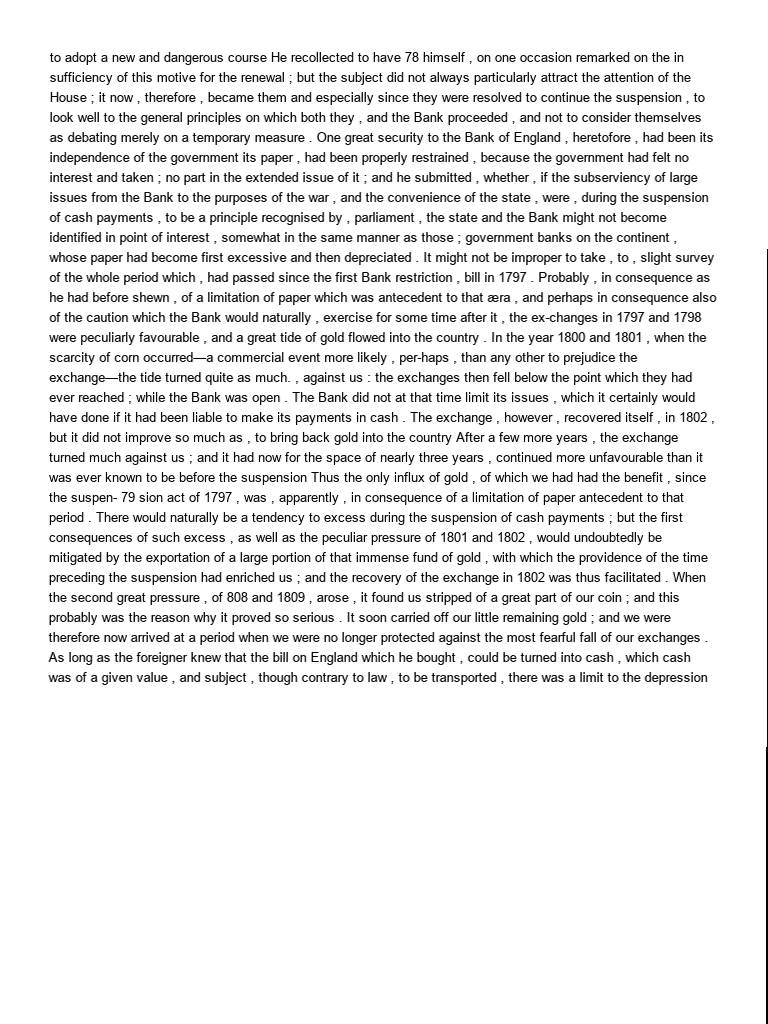 to adopt a new and dangerous course He recollected to have 78 himself , on one occasion remarked on the in
sufficiency of this motive for the renewal ; but the subject did not always particularly attract the attention of the
House ; it now , therefore , became them and especially since they were resolved to continue the suspension , to
look well to the general principles on which both they , and the Bank proceeded , and not to consider themselves
as debating merely on a temporary measure . One great security to the Bank of England , heretofore , had been its
independence of the government its paper , had been properly restrained , because the government had felt no
interest and taken ; no part in the extended issue of it ; and he submitted , whether , if the subserviency of large
issues from the Bank to the purposes of the war , and the convenience of the state , were , during the suspension
of cash payments , to be a principle recognised by , parliament , the state and the Bank might not become
identified in point of interest , somewhat in the same manner as those ; government banks on the continent ,
whose paper had become first excessive and then depreciated . It might not be improper to take , to , slight survey
of the whole period which , had passed since the first Bank restriction , bill in 1797 . Probably , in consequence as
he had before shewn , of a limitation of paper which was antecedent to that æra , and perhaps in consequence also
of the caution which the Bank would naturally , exercise for some time after it , the ex-changes in 1797 and 1798
were peculiarly favourable , and a great tide of gold flowed into the country . In the year 1800 and 1801 , when the
scarcity of corn occurred—a commercial event more likely , per-haps , than any other to prejudice the
exchange—the tide turned quite as much. , against us : the exchanges then fell below the point which they had
ever reached ; while the Bank was open . The Bank did not at that time limit its issues , which it certainly would
have done if it had been liable to make its payments in cash . The exchange , however , recovered itself , in 1802 ,
but it did not improve so much as , to bring back gold into the country After a few more years , the exchange
turned much against us ; and it had now for the space of nearly three years , continued more unfavourable than it
was ever known to be before the suspension Thus the only influx of gold , of which we had had the benefit , since
the suspen- 79 sion act of 1797 , was , apparently , in consequence of a limitation of paper antecedent to that
period . There would naturally be a tendency to excess during the suspension of cash payments ; but the first
consequences of such excess , as well as the peculiar pressure of 1801 and 1802 , would undoubtedly be
mitigated by the exportation of a large portion of that immense fund of gold , with which the providence of the time
preceding the suspension had enriched us ; and the recovery of the exchange in 1802 was thus facilitated . When
the second great pressure , of 808 and 1809 , arose , it found us stripped of a great part of our coin ; and this
probably was the reason why it proved so serious . It soon carried off our little remaining gold ; and we were
therefore now arrived at a period when we were no longer protected against the most fearful fall of our exchanges .
As long as the foreigner knew that the bill on England which he bought , could be turned into cash , which cash
was of a given value , and subject , though contrary to law , to be transported , there was a limit to the depression